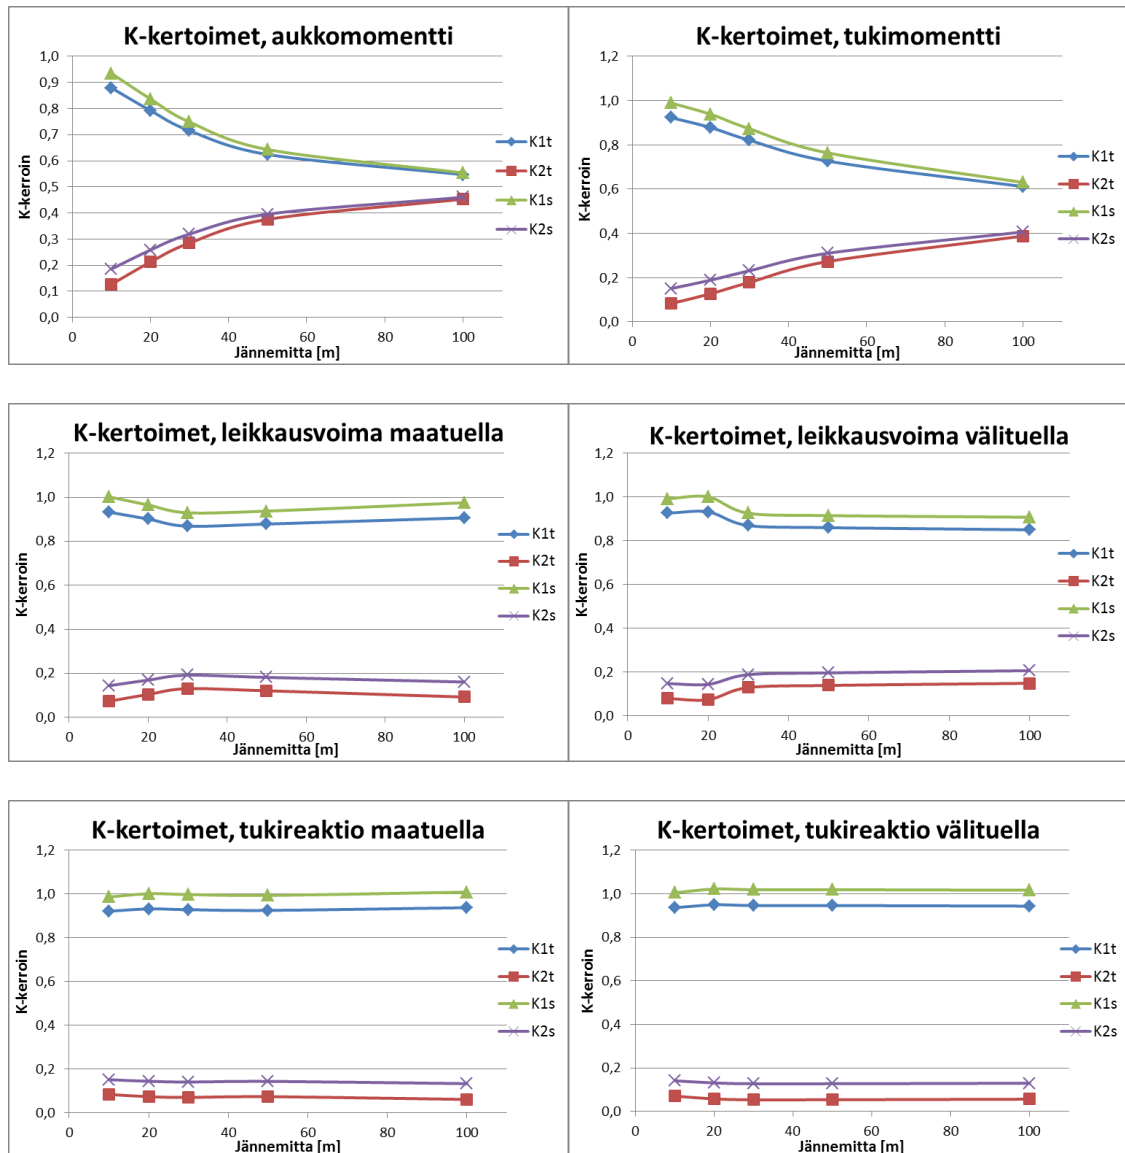 K-kertoimet, aukkomomentti
1,0
0,9
0,8
0,7
0,6
0,5
0,4
0,3
0,2
0,1
0,0
K-kerroin
0 20 40 60 80 100
Jännemitta [m]
K1t
K2t
K1s
K2s
K-kertoimet, tukimomentti
1,2
1,0
0,8
0,6
0,4
0,2
0,0
K-kerroin
0 20 40 60 80 100
Jännemitta [m]
K1t
K2t
K1s
K2s
K-kertoimet, leikkausvoima maatuella
1,2
1,0
0,8
0,6
0,4
0,2
0,0
K-kerroin
0 20 40 60 80 100
Jännemitta [m]
K1t
K2t
K1s
K2s
K-kertoimet, leikkausvoima välituella
1,2
1,0
0,8
0,6
0,4
0,2
0,0
K-kerroin
0 20 40 60 80 100
Jännemitta [m]
K1t
K2t
K1s
K2s
K-kertoimet, tukireaktio maatuella
1,2
1,0
0,8
0,6
0,4
0,2
0,0
K-kerroin
0 20 40 60 80 100
Jännemitta [m]
K1t
K2t
K1s
K2s
K-kertoimet, tukireaktio välituella
1,2
1,0
0,8
0,6
0,4
0,2
0,0
K-kerroin
0 20 40 60 80 100
Jännemitta [m]
K1t
K2t
K1s
K2s